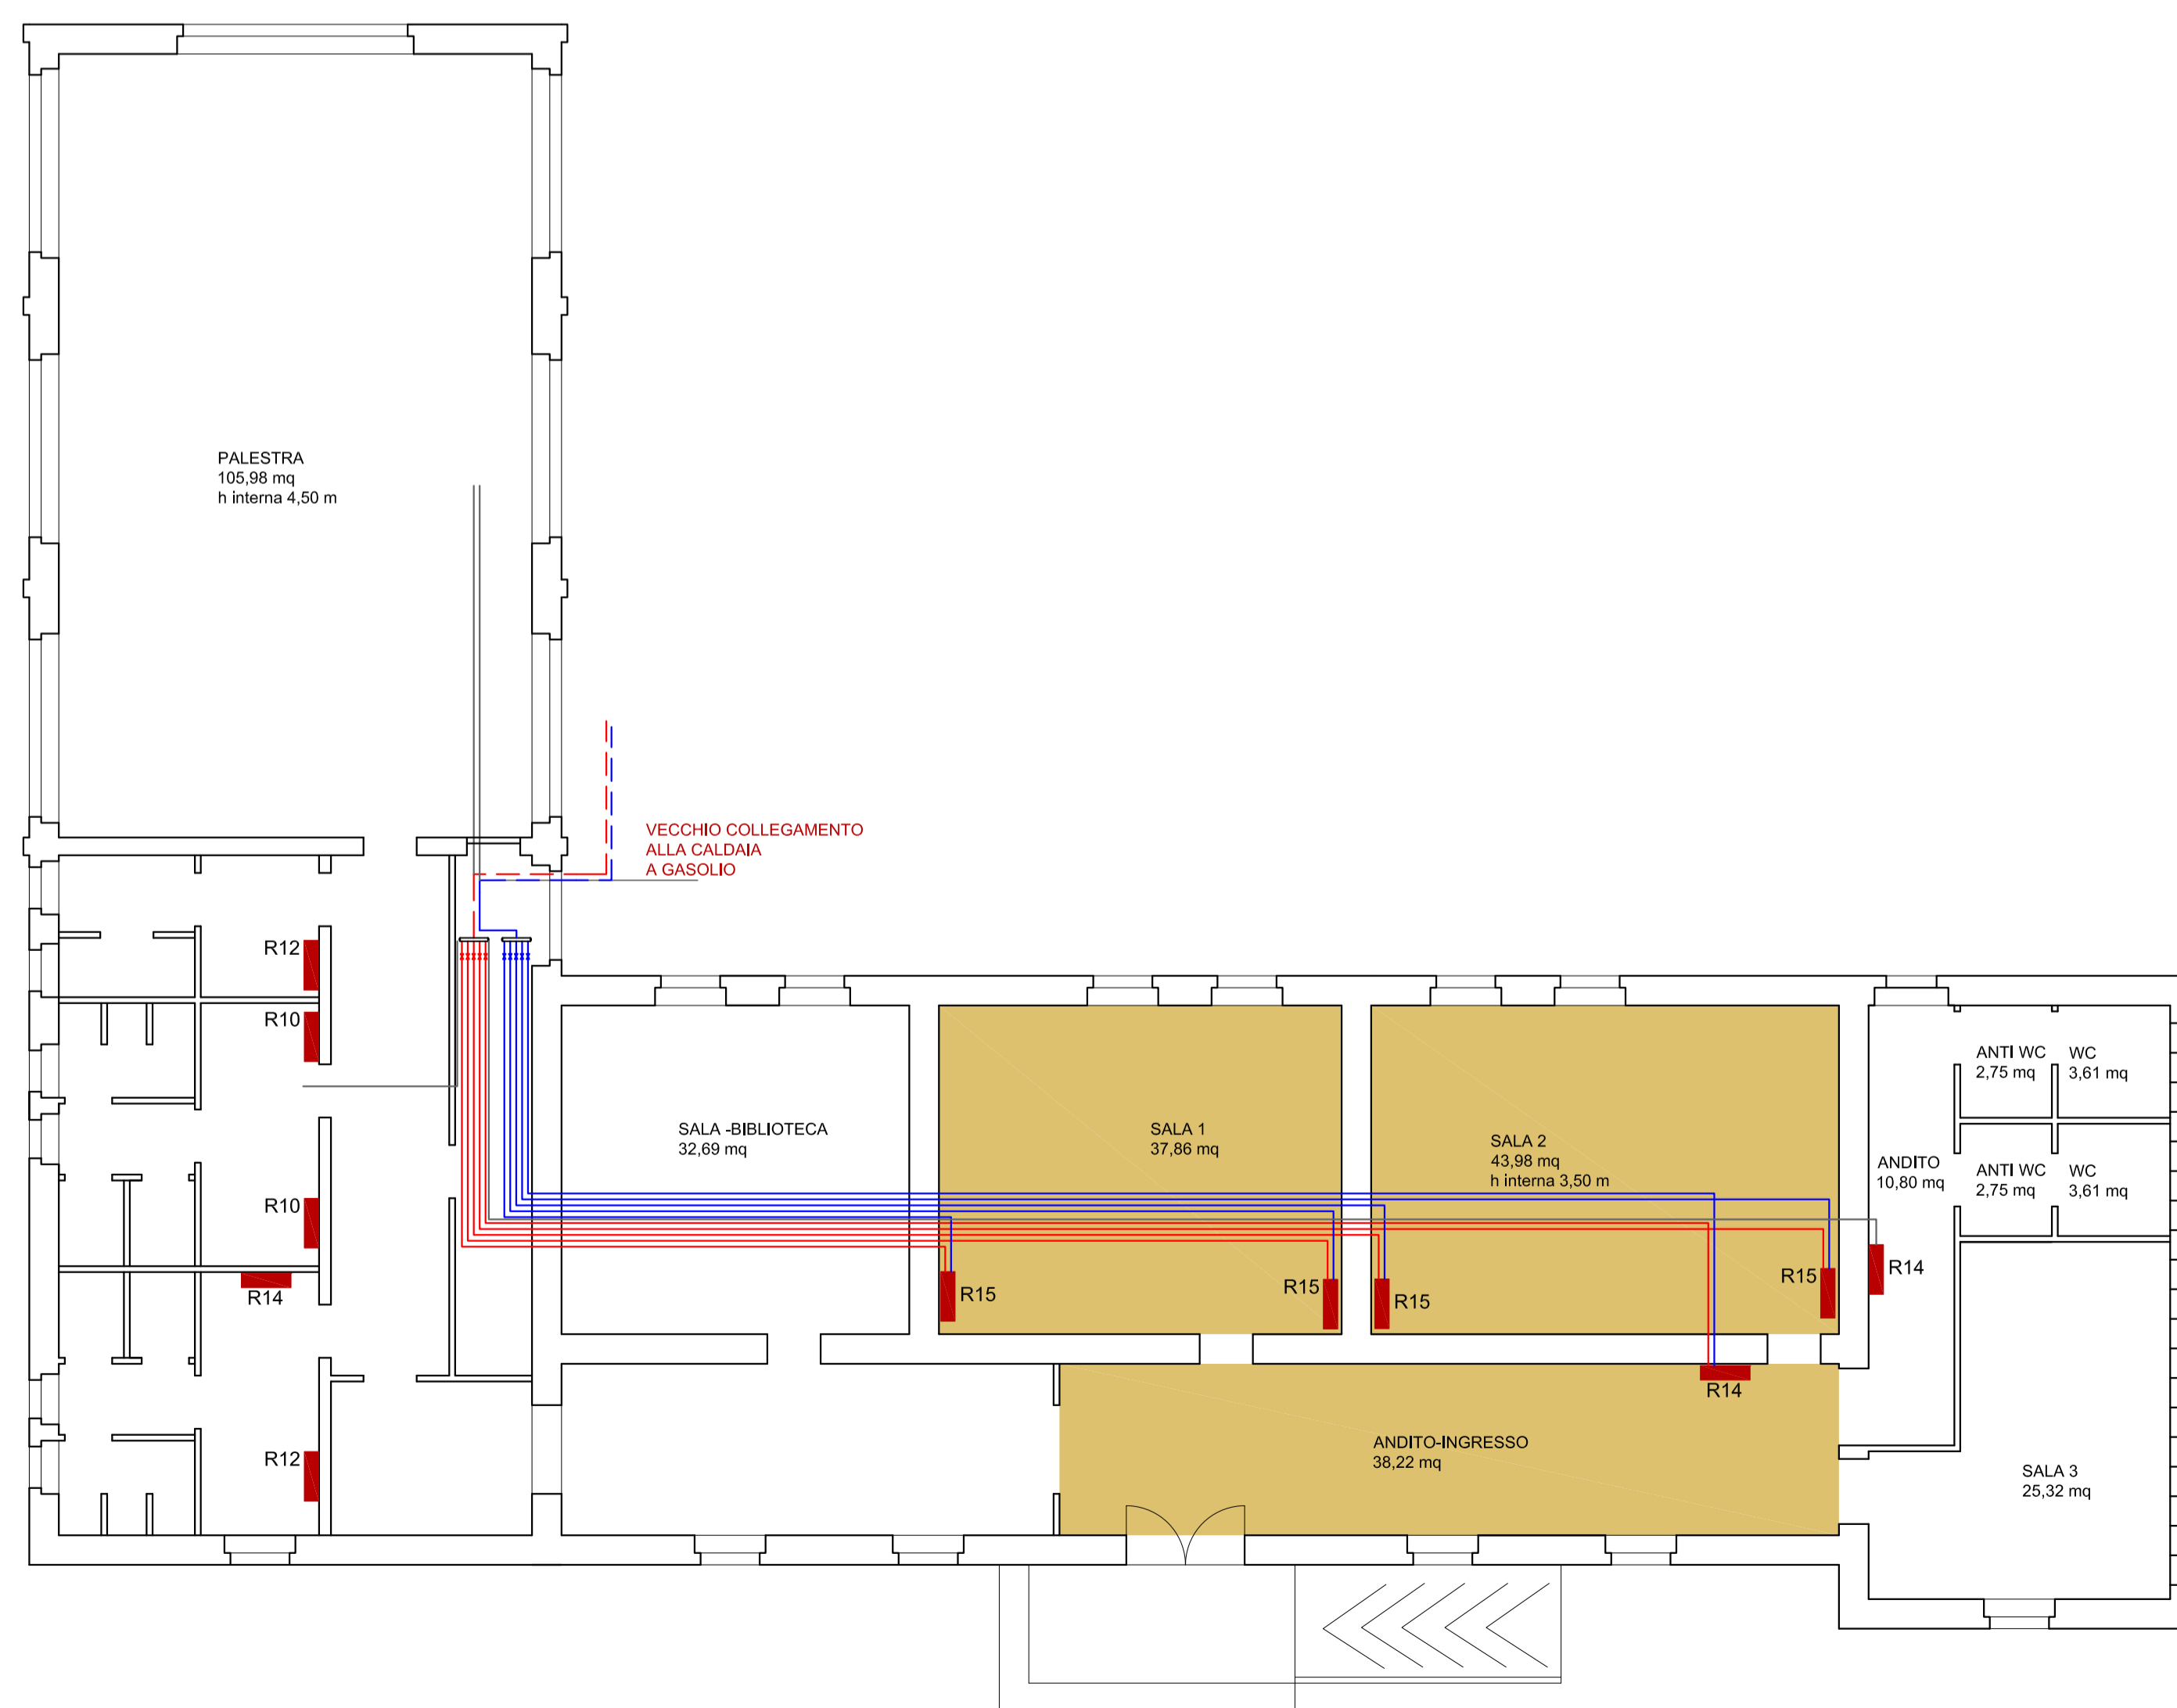 PALESTRA
105,98 mq
h interna 4,50 m
VECCHIO COLLEGAMENTO
ALLA CALDAIA
A GASOLIO
R12
R10
R10
R14
R12
SALA -BIBLIOTECA
32,69 mq
SALA 1
37,86 mq
SALA 2
43,98 mq
h interna 3,50 m
ANDITO
10,80 mq
ANTI WC
2,75 mq
WC
3,61 mq
ANTI WC
2,75 mq
WC
3,61 mq
R15
R15
R15
R15
R14
R14
ANDITO-INGRESSO
38,22 mq
SALA 3
25,32 mq